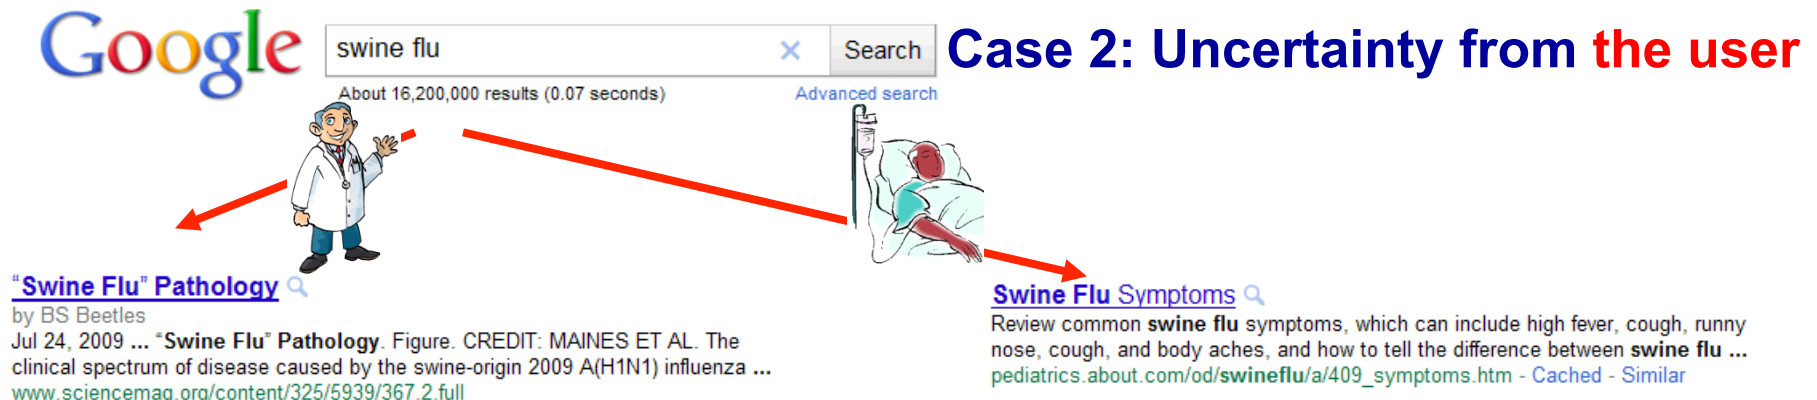 Google
swine flu
Search
Case 2: Uncertainty from the user
About 16,200,000 results (0.07 seconds)
Advanced search
“Swine Flu” Pathology
by BS Beetles
Jul 24, 2009 ... “Swine Flu” Pathology. Figure. CREDIT: MAINES ET AL. The
clinical spectrum of disease caused by the swine-origin 2009 A(H1N1) influenza ...
www.sciencemag.org/content/325/5939/367.2.full
Swine Flu Symptoms
Review common swine flu symptoms, which can include high fever, cough, runny
nose, cough, and body aches, and how to tell the difference between swine flu ...
pediatrics.about.com/od/swineflu/a/409_symptoms.htm - Cached - Similar